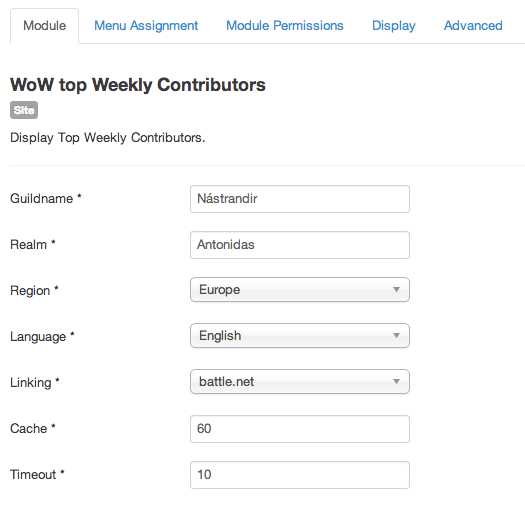 Module Menu Assignment Module Permissions Display Advanced
WoW top Weekly Contributors
Site
Display Top Weekly Contributors.
Guildname * Nástrandir
Realm * Antonidas
Region * Europe
Language * English
Linking * battle.net
Cache * 60
Timeout * 10